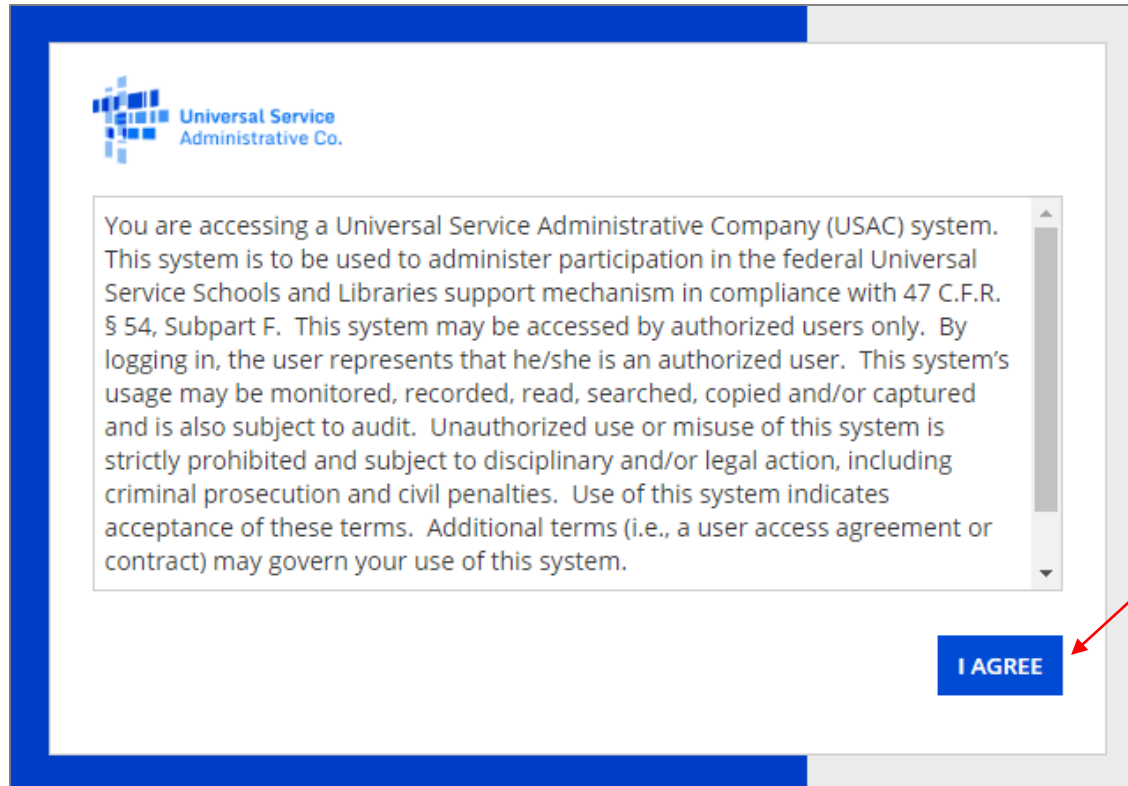 Universal Service
Administrative Co.
You are accessing a Universal Service Administrative Company (USAC) system.
This system is to be used to administer participation in the federal Universal
Service Schools and Libraries support mechanism in compliance with 47 C.F.R.
§ 54, Subpart F.  This system may be accessed by authorized users only.  By
logging in, the user represents that he/she is an authorized user.  This system’s
usage may be monitored, recorded, read, searched, copied and/or captured
and is also subject to audit.  Unauthorized use or misuse of this system is
strictly prohibited and subject to disciplinary and/or legal action, including
criminal prosecution and civil penalties.  Use of this system indicates
acceptance of these terms.  Additional terms (i.e., a user access agreement or
contract) may govern your use of this system.
I AGREE